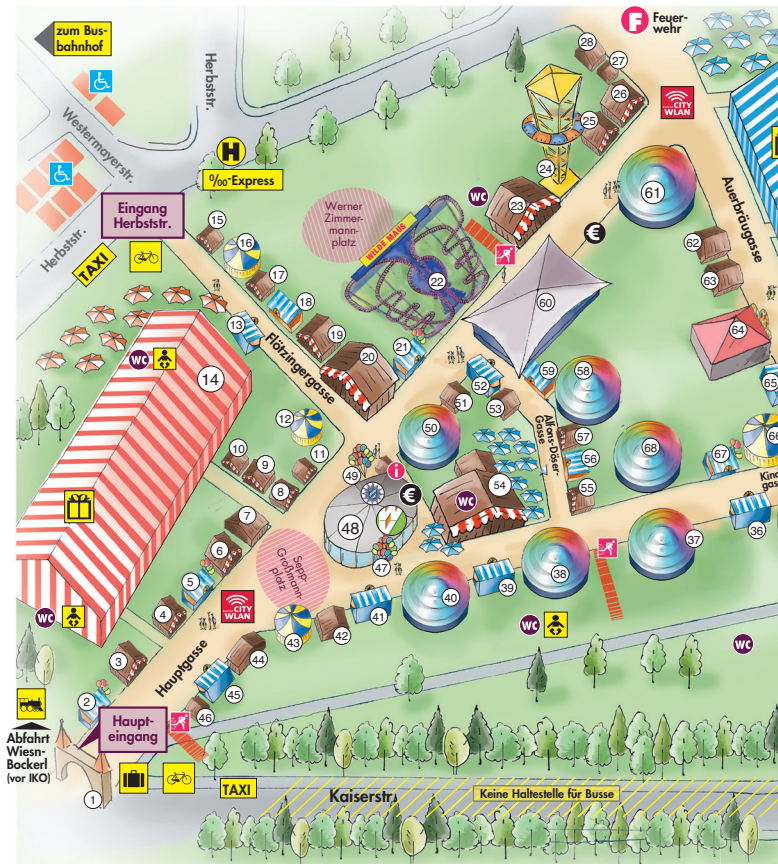 zum Bus-
bahnhof
F
Feuer-
wehr
Herbststr.
Westermayerstr.
H
‰-Express
CITY
WLAN
28
27
26
25
24
23
WC
61
€
Auerbräugasse
62
63
64
65
66
Eingang
Herbststr.
Herbststr.
TAXI
15
16
17
18
19
20
21
22
Werner
Zimmer-
mann-
platz
WILDE MAUS
60
13
Flötzingergasse
WC
14
12
11
10
9
8
7
6
5
4
3
2
1
52
51
53
59
58
57
56
55
Alfons-Döser-
Gasse
50
49
i
€
48
47
54
WC
68
67
Kind
gas
36
37
38
39
40
41
42
43
44
45
46
Sepp-
Großmann-
platz
CITY
WLAN
WC
Hauptgasse
WC
WC
Abfahrt
Wiesn-
Bockerl
(vor IKO)
Haupt-
eingang
TAXI
Kaiserstr.
Keine Haltestelle für Busse